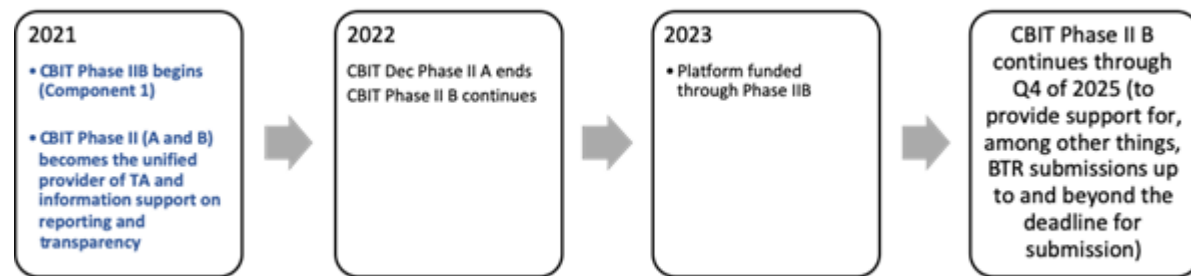 2021
• CBIT Phase IIB begins
(Component 1)
• CBIT Phase II (A and B)
becomes the unified
provider of TA and
information support on
reporting and
transparency
2022
CBIT Dec Phase II A ends
CBIT Phase II B continues
2023
• Platform funded
through Phase IIB
CBIT Phase II B
continues through
Q4 of 2025 (to
provide support for,
among other things,
BTR submissions up
to and beyond the
deadline for
submission)